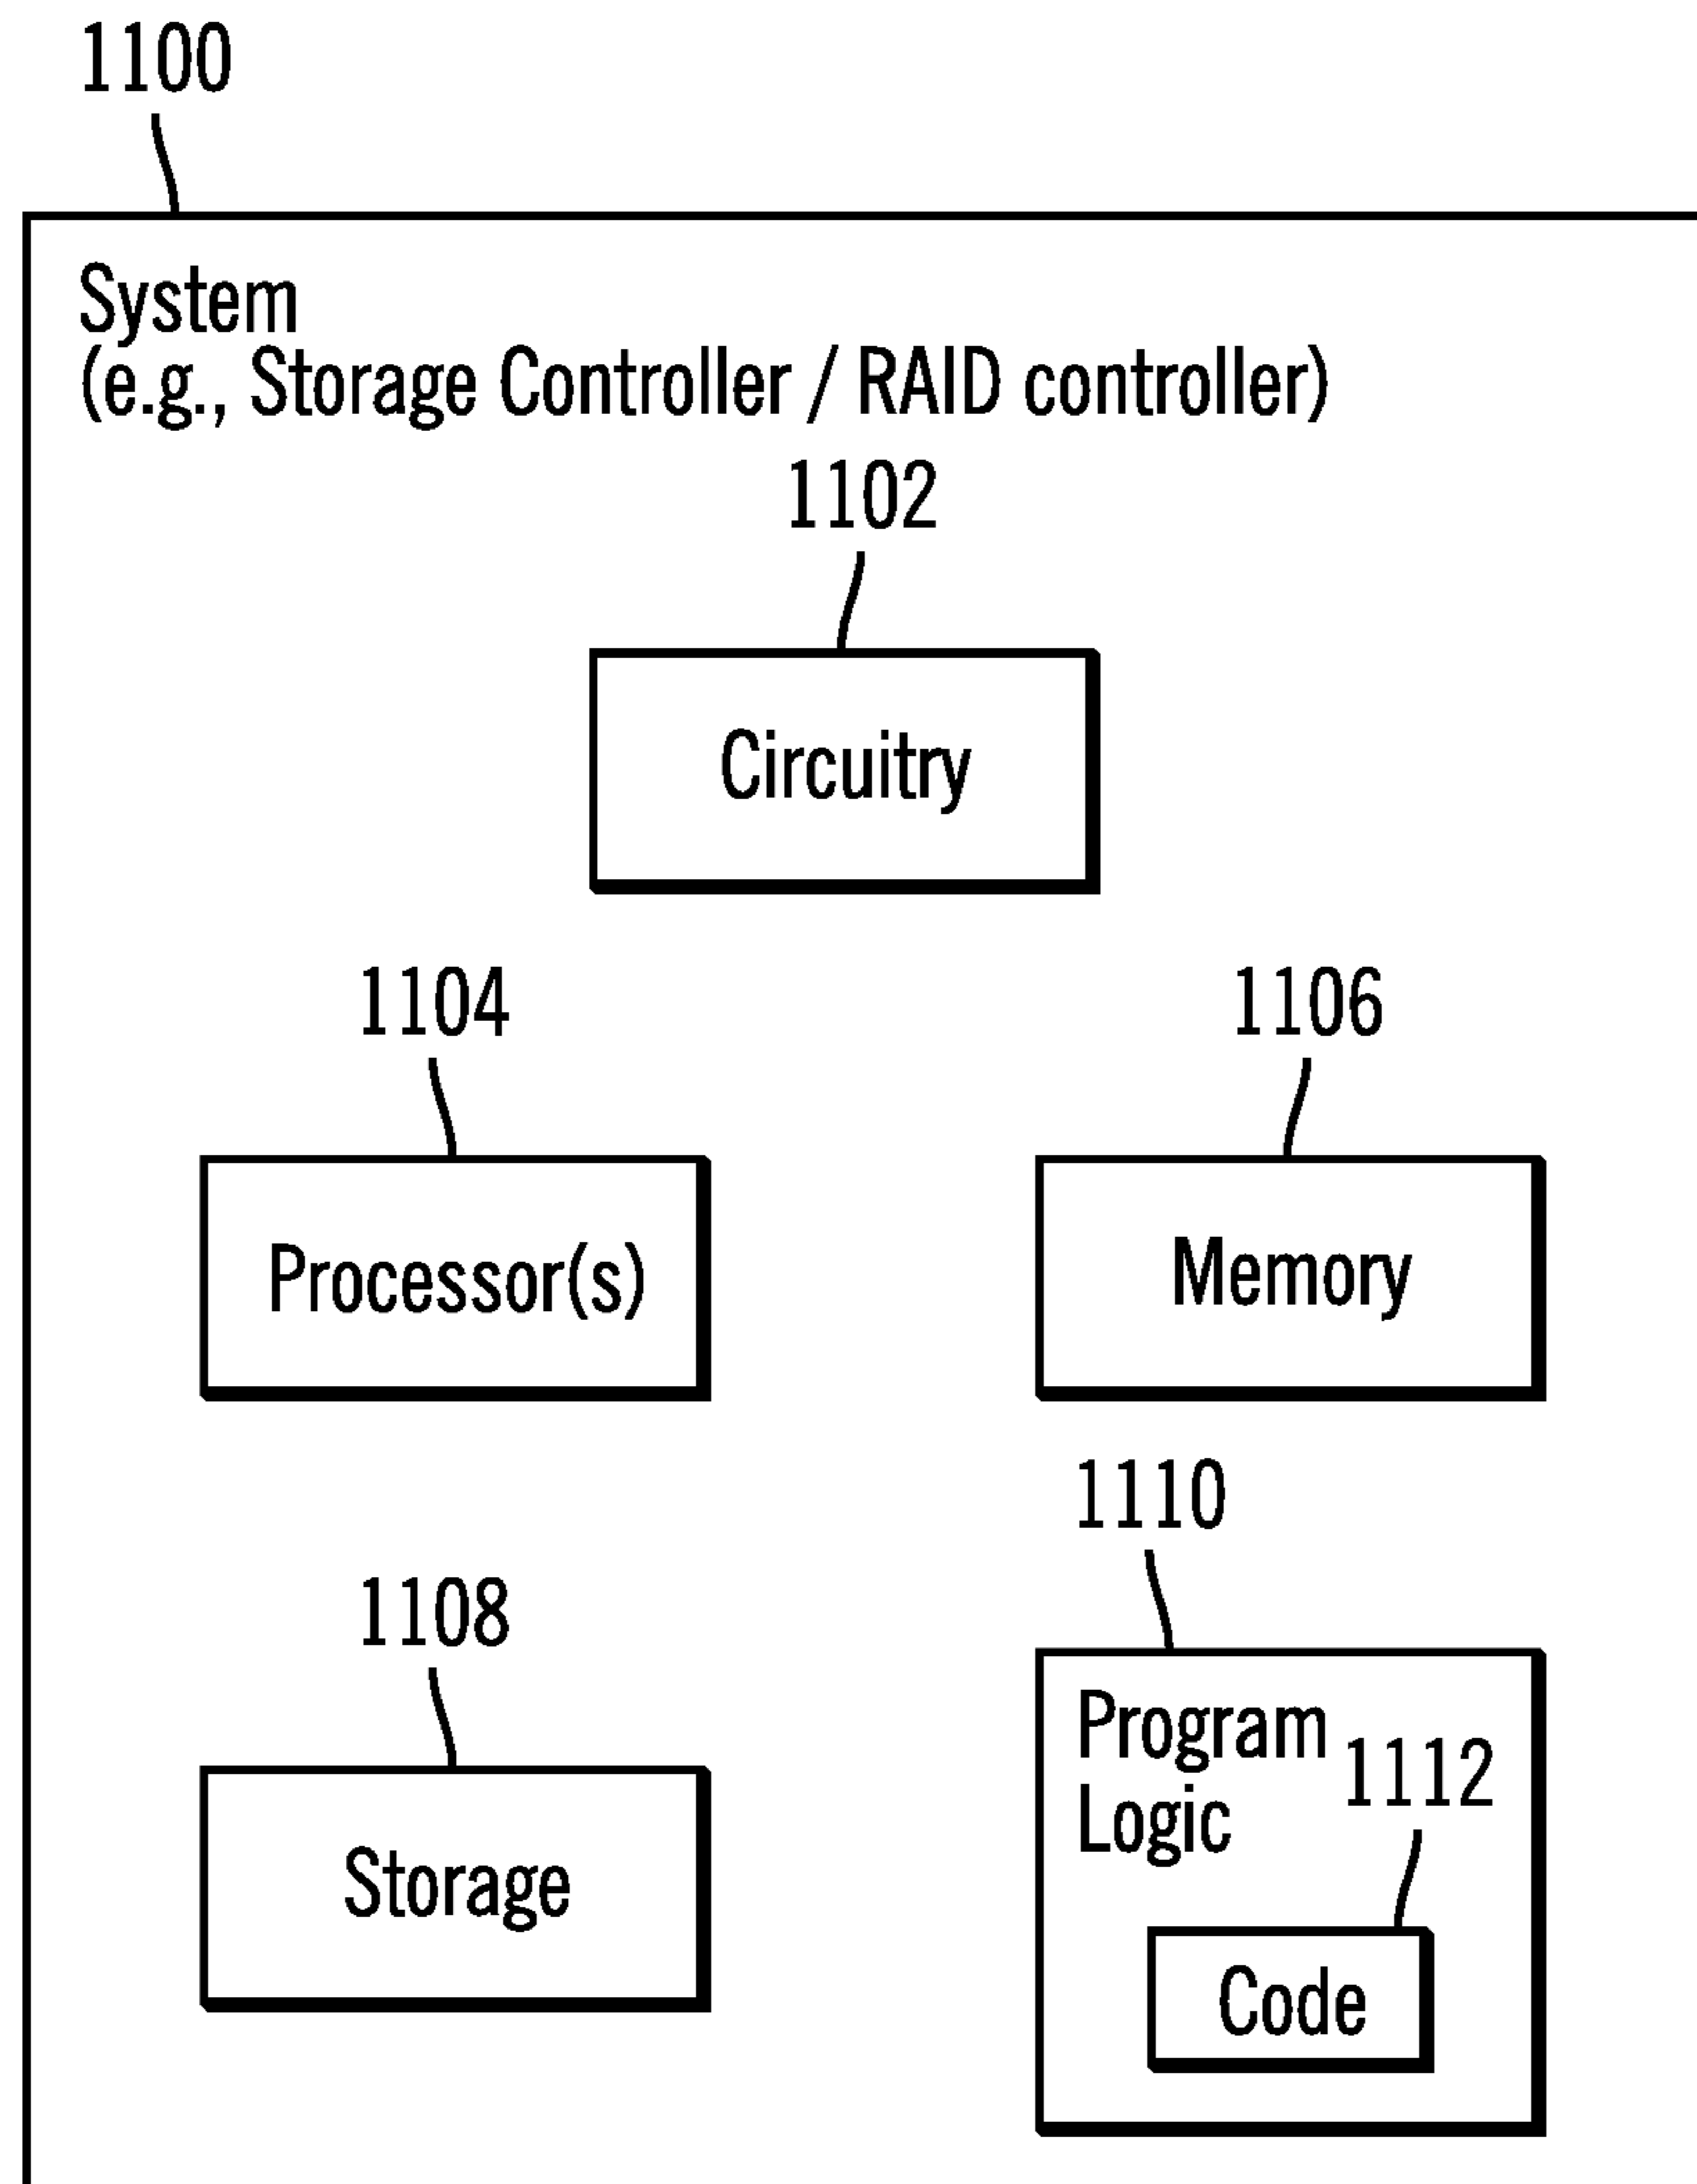 1100
System
(e.g., Storage Controller / RAID controller)
1102
Circuitry
1104
1106
Processor(s)
Memory
1110
1108
Program
Logic
1112
Storage
Code